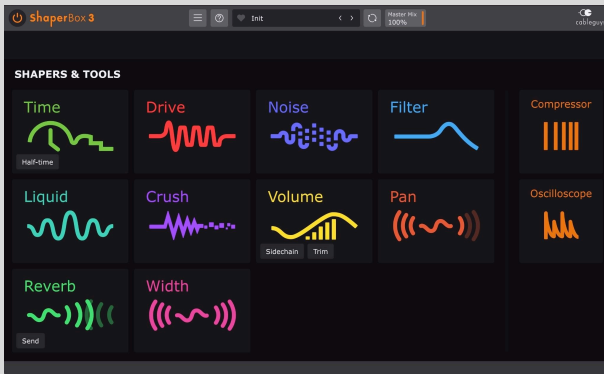 ShaperBox 3
Init
Master Mix
100%
cableguys
SHAPERS & TOOLS
Time
Drive
Noise
Filter
Compressor
Half-time
Liquid
Crush
Volume
Pan
Oscilloscope
Sidechain
Trim
Reverb
Width
Send